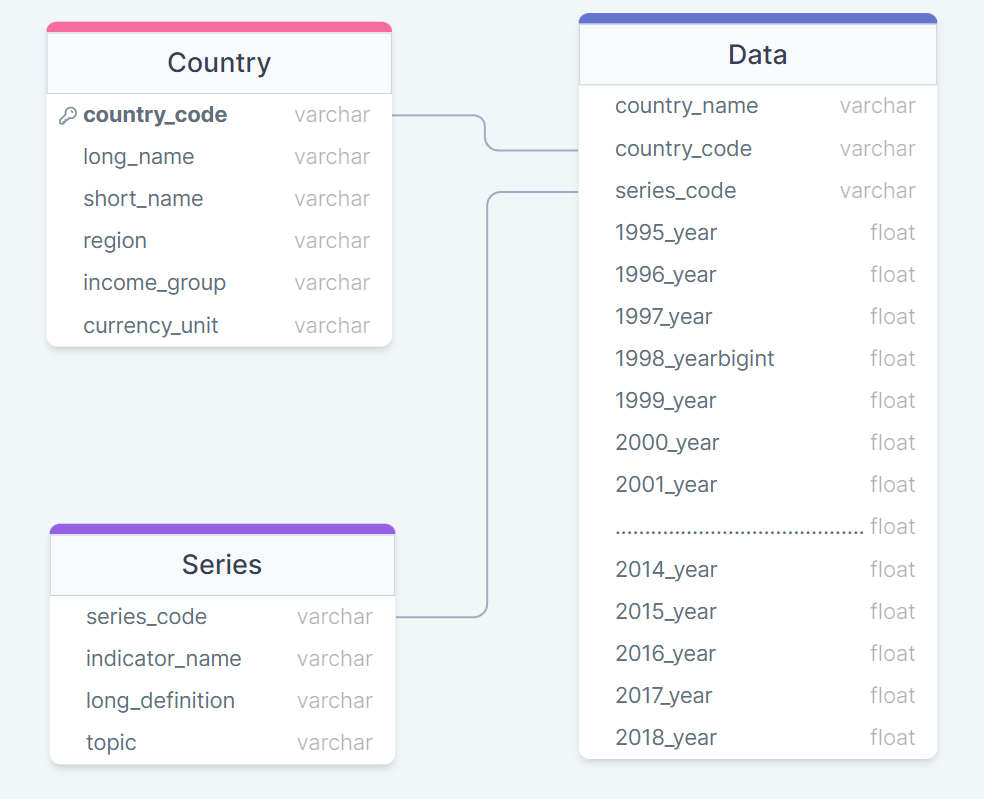 Country
country_code varchar
long_name varchar
short_name varchar
region varchar
income_group varchar
currency_unit varchar
Data
country_name varchar
country_code varchar
series_code varchar
1995_year float
1996_year float
1997_year float
1998_yearbigint float
1999_year float
2000_year float
2001_year float
.......................................... float
2014_year float
2015_year float
2016_year float
2017_year float
2018_year float
Series
series_code varchar
indicator_name varchar
long_definition varchar
topic varchar